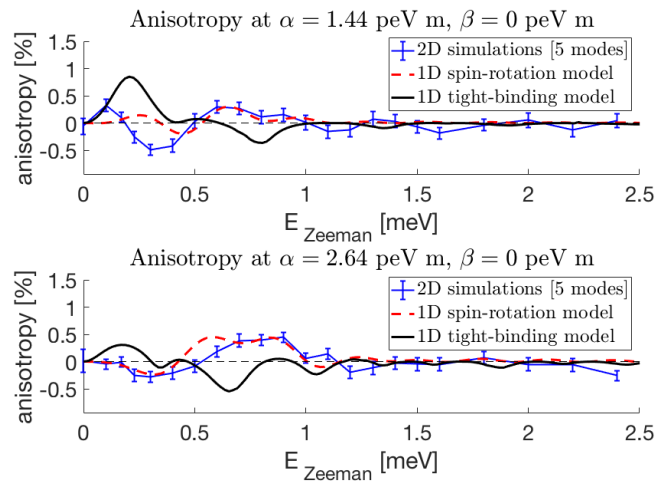 Anisotropy at α = 1.44 peV m, β = 0 peV m
anisotropy [%]
1.5
1
0.5
0
-0.5
2D simulations [5 modes]
1D spin-rotation model
1D tight-binding model
0 0.5 1 1.5 2 2.5
E Zeeman [meV]
Anisotropy at α = 2.64 peV m, β = 0 peV m
anisotropy [%]
1.5
1
0.5
0
-0.5
2D simulations [5 modes]
1D spin-rotation model
1D tight-binding model
0 0.5 1 1.5 2 2.5
E Zeeman [meV]